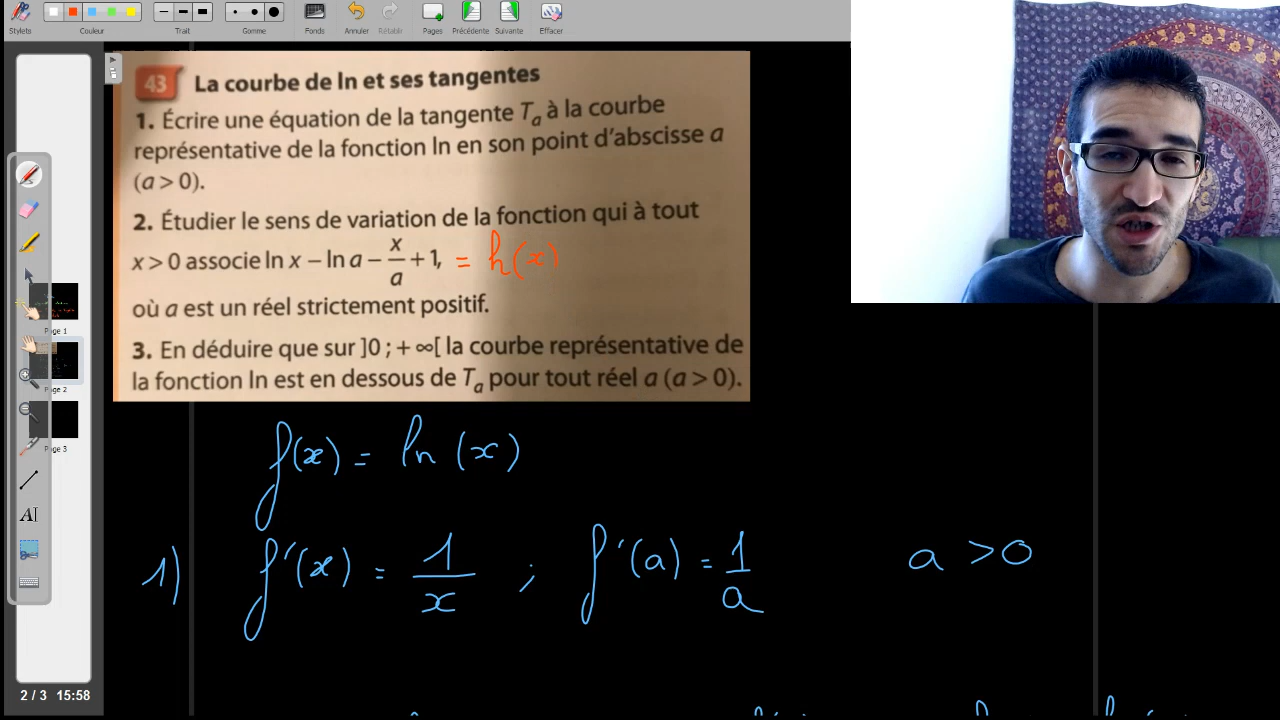 Stylets Couleur Trait Gomme Fonds Annuler Rétablir Pages Précédente Suivante Effacer
43 La courbe de ln et ses tangentes
1. Écrire une équation de la tangente Ta à la courbe
représentative de la fonction ln en son point d'abscisse a
(a > 0).
2. Étudier le sens de variation de la fonction qui à tout
x > 0 associe ln x − ln a − x/a + 1, = h(x)
où a est un réel strictement positif.
3. En déduire que sur ]0 ; + ∞[ la courbe représentative de
la fonction ln est en dessous de Ta pour tout réel a (a > 0).
Page 1
Page 2
Page 3
AI
f(x) = ln (x)
1) f'(x) = 1/x ; f'(a) = 1/a a > 0
2 / 3 15:58